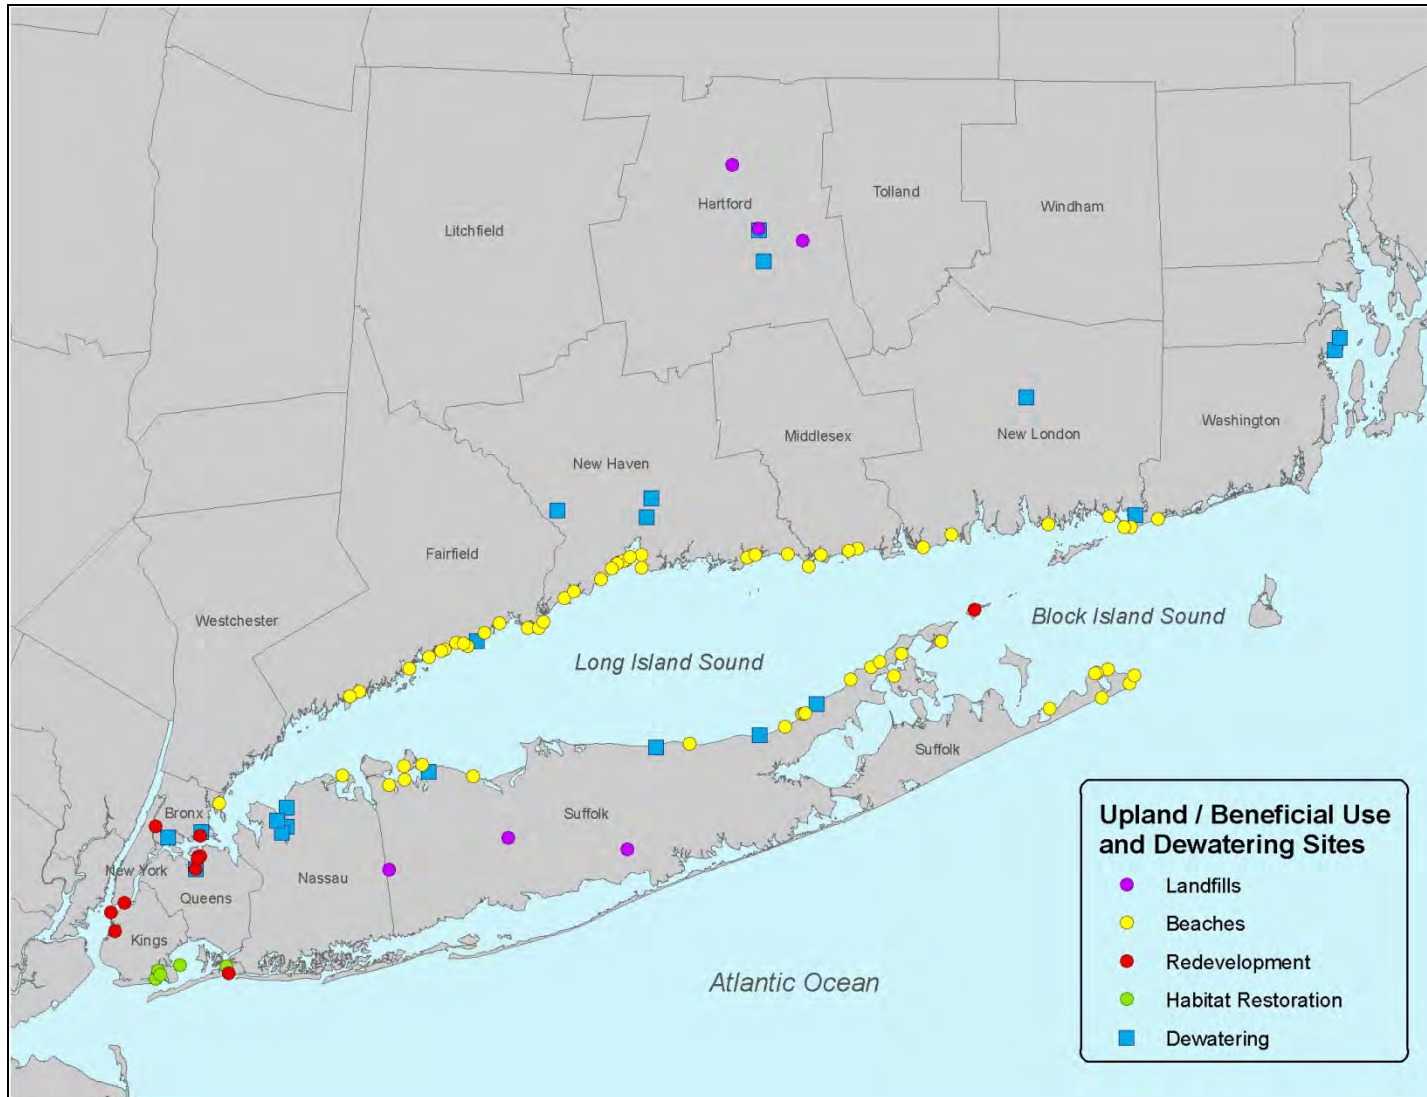 Tolland
Hartford
Windham
Litchfield
Washington
Middlesex
New London
New Haven
Fairfield
Westchester
Block Island Sound
Long Island Sound
Suffolk
Bronx
Suffolk
New York
Nassau
Queens
Kings
Atlantic Ocean
Upland / Beneficial Use
and Dewatering Sites
Landfills
Beaches
Redevelopment
Habitat Restoration
Dewatering